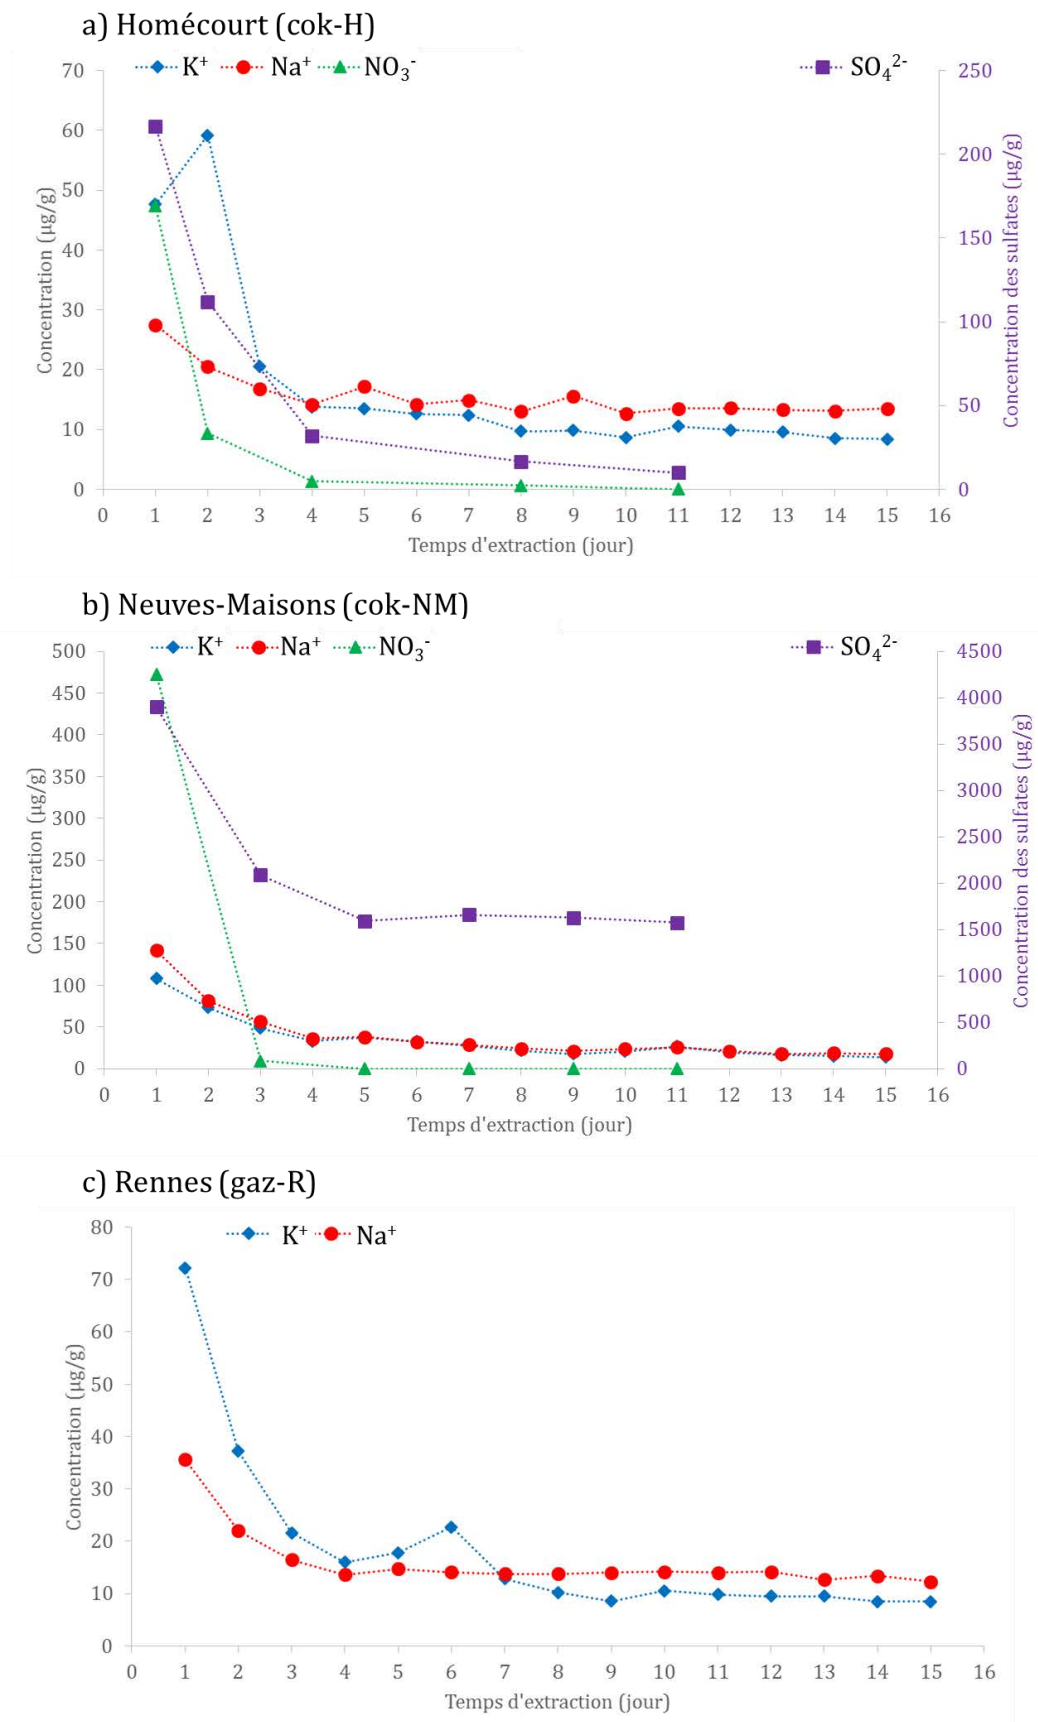 a) Homécourt (cok-H)
K⁺ Na⁺ NO₃⁻ SO₄²⁻
70 60 50 40 30 20 10 0
Concentration (µg/g)
250 200 150 100 50 0
Concentration des sulfates (µg/g)
0 1 2 3 4 5 6 7 8 9 10 11 12 13 14 15 16
Temps d'extraction (jour)
b) Neuves-Maisons (cok-NM)
K⁺ Na⁺ NO₃⁻ SO₄²⁻
500 450 400 350 300 250 200 150 100 50 0
Concentration (µg/g)
4500 4000 3500 3000 2500 2000 1500 1000 500 0
Concentration des sulfates (µg/g)
0 1 2 3 4 5 6 7 8 9 10 11 12 13 14 15 16
Temps d'extraction (jour)
c) Rennes (gaz-R)
K⁺ Na⁺
80 70 60 50 40 30 20 10 0
Concentration (µg/g)
0 1 2 3 4 5 6 7 8 9 10 11 12 13 14 15 16
Temps d'extraction (jour)